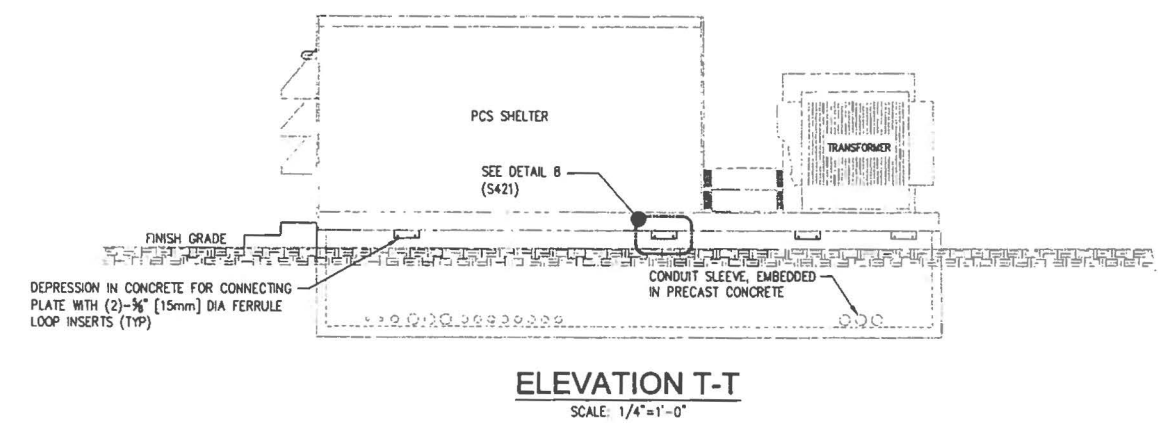 PCS SHELTER
TRANSFORMER
SEE DETAIL 8
(S421)
FINISH GRADE
DEPRESSION IN CONCRETE FOR CONNECTING
PLATE WITH (2)-⅝" [15mm] DIA FERRULE
LOOP INSERTS (TYP)
CONDUIT SLEEVE, EMBEDDED
IN PRECAST CONCRETE
ELEVATION T-T
SCALE: 1/4"=1'-0"